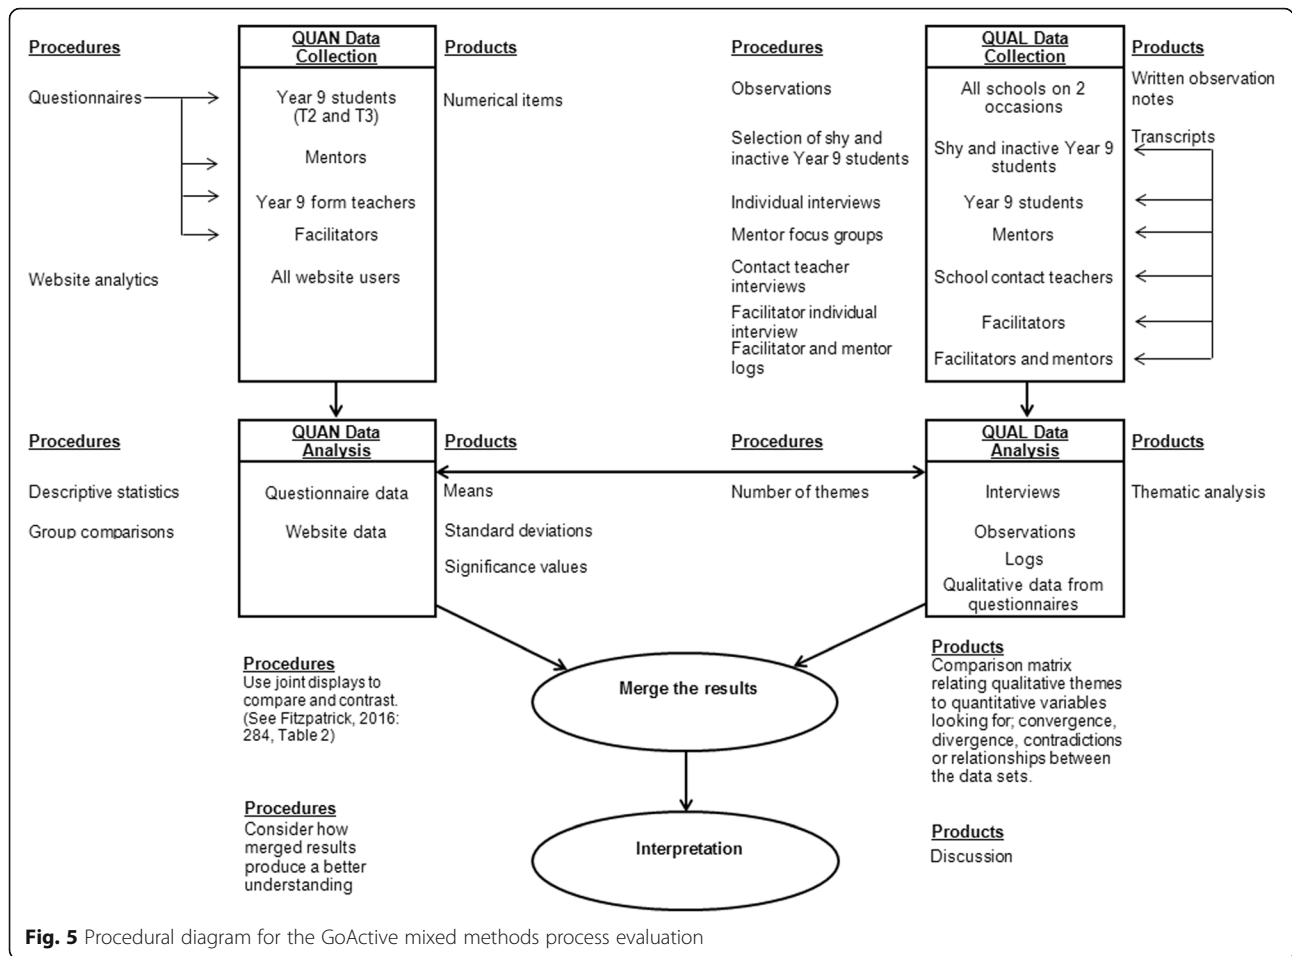 Procedures
QUAN Data
Collection
Products
Questionnaires
Year 9 students
(T2 and T3)
Numerical items
Mentors
Year 9 form teachers
Facilitators
Website analytics
All website users
Procedures
QUAL Data
Collection
Products
Observations
All schools on 2
occasions
Written observation
notes
Selection of shy and
inactive Year 9 students
Shy and inactive Year 9
students
Transcripts
Individual interviews
Year 9 students
Mentor focus groups
Mentors
Contact teacher
interviews
School contact teachers
Facilitator individual
interview
Facilitators
Facilitator and mentor
logs
Facilitators and mentors
Procedures
QUAN Data
Analysis
Products
Descriptive statistics
Questionnaire data
Means
Group comparisons
Website data
Standard deviations
Significance values
Procedures
QUAL Data
Analysis
Products
Number of themes
Interviews
Thematic analysis
Observations
Logs
Qualitative data from
questionnaires
Procedures
Use joint displays to
compare and contrast.
(See Fitzpatrick, 2016:
284, Table 2)
Merge the results
Products
Comparison matrix
relating qualitative themes
to quantitative variables
looking for; convergence,
divergence, contradictions
or relationships between
the data sets.
Procedures
Consider how
merged results
produce a better
understanding
Interpretation
Products
Discussion
Fig. 5 Procedural diagram for the GoActive mixed methods process evaluation